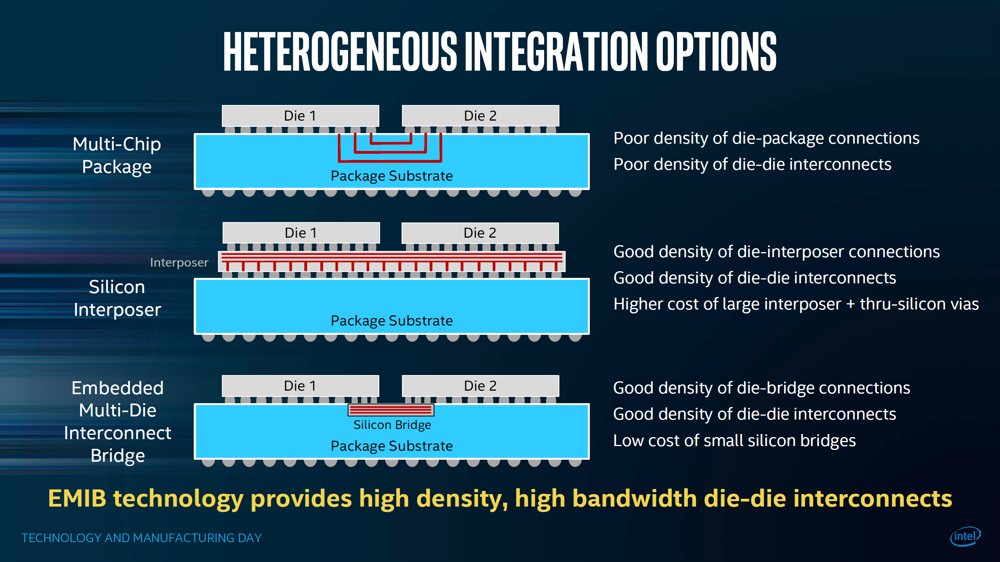 HETEROGENEOUS INTEGRATION OPTIONS
Multi-Chip
Package
Die 1
Die 2
Package Substrate
Poor density of die-package connections
Poor density of die-die interconnects
Silicon
Interposer
Interposer
Die 1
Die 2
Package Substrate
Good density of die-interposer connections
Good density of die-die interconnects
Higher cost of large interposer + thru-silicon vias
Embedded
Multi-Die
Interconnect
Bridge
Die 1
Die 2
Silicon Bridge
Package Substrate
Good density of die-bridge connections
Good density of die-die interconnects
Low cost of small silicon bridges
EMIB technology provides high density, high bandwidth die-die interconnects
TECHNOLOGY AND MANUFACTURING DAY
intel